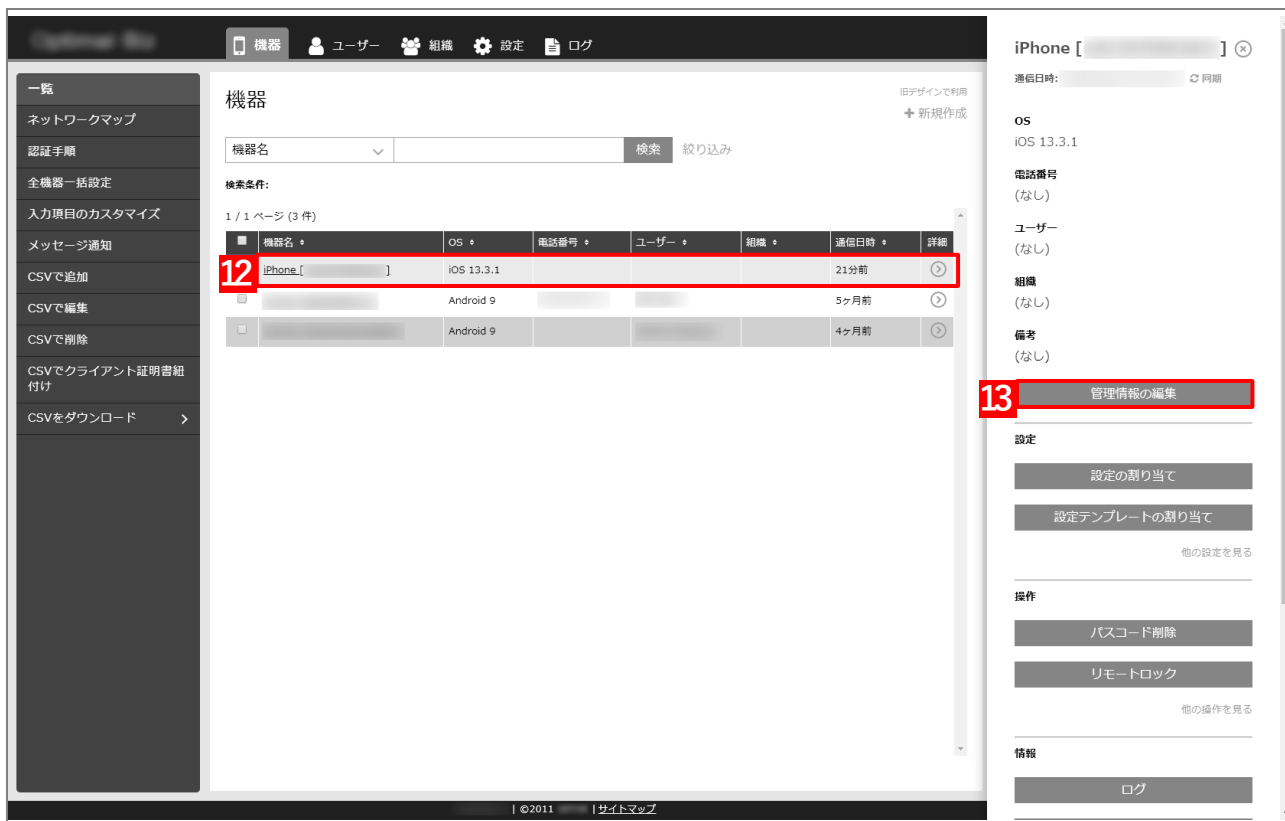 機器 ユーザー 組織 設定 ログ
一覧
ネットワークマップ
認証手順
全機器一括設定
入力項目のカスタマイズ
メッセージ通知
CSVで追加
CSVで編集
CSVで削除
CSVでクライアント証明書紐
付け
CSVをダウンロード
機器
旧デザインで利用
新規作成
機器名 検索 絞り込み
検索条件:
1 / 1 ページ (3 件)
機器名 OS 電話番号 ユーザー 組織 通信日時 詳細
12 iPhone [ ] iOS 13.3.1 21分前
Android 9 5ヶ月前
Android 9 4ヶ月前
| ©2011 | サイトマップ
iPhone [ ]
通信日時: 同期
OS
iOS 13.3.1
電話番号
(なし)
ユーザー
(なし)
組織
(なし)
備考
(なし)
13 管理情報の編集
設定
設定の割り当て
設定テンプレートの割り当て
他の設定を見る
操作
パスコード削除
リモートロック
他の操作を見る
情報
ログ